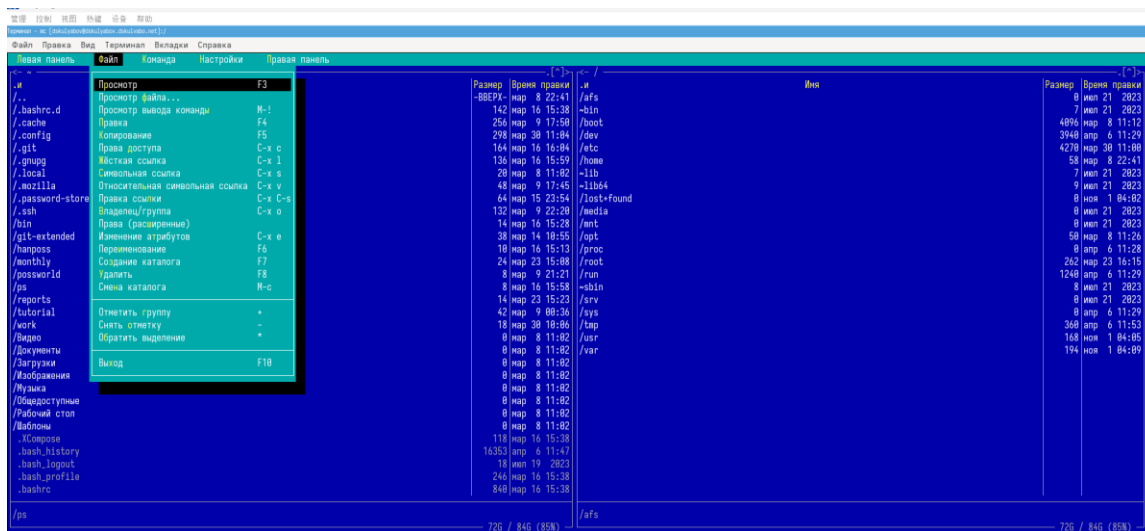 管理 控制 视图 热键 设备 帮助
Терминал - mc [dskulyabov@dskulyabov.dskulyabo.net]:/
Файл Правка Вид Терминал Вкладки Справка
Левая панель Файл Команда Настройки Правая панель
<- ~ .[^]>
.и Размер Время правки
/.. -ВВЕРХ- мар 8 22:41
/.bashrc.d 142 мар 16 15:38
/.cache 256 мар 9 17:50
/.config 298 мар 30 11:04
/.git 164 мар 16 16:04
/.gnupg 136 мар 16 15:59
/.local 20 мар 8 11:02
/.mozilla 48 мар 9 17:45
/.password-store 64 мар 15 23:54
/.ssh 132 мар 9 22:20
/bin 14 мар 16 15:28
/git-extended 38 мар 14 10:55
/hanposs 10 мар 16 15:13
/monthly 24 мар 23 15:08
/possworld 8 мар 9 21:21
/ps 8 мар 16 15:58
/reports 14 мар 23 15:23
/tutorial 42 мар 9 00:36
/work 18 мар 30 10:06
/Видео 0 мар 8 11:02
/Документы 0 мар 8 11:02
/Загрузки 0 мар 8 11:02
/Изображения 0 мар 8 11:02
/Музыка 0 мар 8 11:02
/Общедоступные 0 мар 8 11:02
/Рабочий стол 0 мар 8 11:02
/Шаблоны 0 мар 8 11:02
.XCompose 118 мар 16 15:38
.bash_history 16353 апр 6 11:47
.bash_logout 18 июл 19 2023
.bash_profile 246 мар 16 15:38
.bashrc 840 мар 16 15:38
/ps
72G / 84G (85%)
Просмотр F3
Просмотр файла...
Просмотр вывода команды M-!
Правка F4
Копирование F5
Права доступа C-x c
Жёсткая ссылка C-x l
Символьная ссылка C-x s
Относительная символьная ссылка C-x v
Правка ссылки C-x C-s
Владелец/группа C-x o
Права (расширенные)
Изменение атрибутов C-x e
Переименование F6
Создание каталога F7
Удалить F8
Смена каталога M-c
Отметить группу +
Снять отметку -
Обратить выделение *
Выход F10
<- / .[^]>
.и Имя Размер Время правки
/afs 0 июл 21 2023
~bin 7 июл 21 2023
/boot 4096 мар 8 11:12
/dev 3940 апр 6 11:29
/etc 4270 мар 30 11:00
/home 58 мар 8 22:41
~lib 7 июл 21 2023
~lib64 9 июл 21 2023
/lost+found 0 ноя 1 04:02
/media 0 июл 21 2023
/mnt 0 июл 21 2023
/opt 50 мар 8 11:26
/proc 0 апр 6 11:28
/root 262 мар 23 16:15
/run 1240 апр 6 11:29
~sbin 8 июл 21 2023
/srv 0 июл 21 2023
/sys 0 апр 6 11:29
/tmp 360 апр 6 11:53
/usr 168 ноя 1 04:05
/var 194 ноя 1 04:09
/afs
72G / 84G (85%)